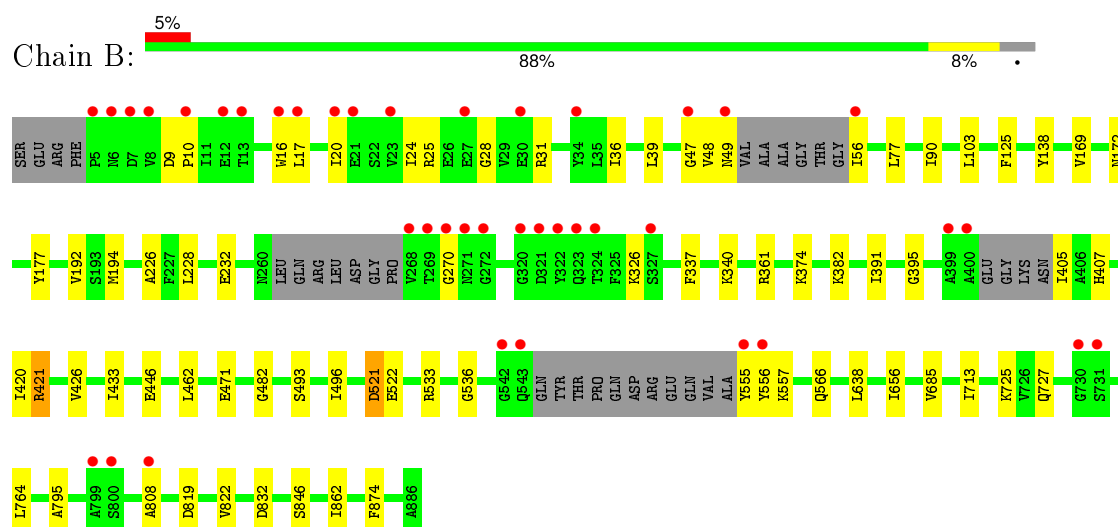 5%
Chain B:
88% 8% •
SER GLU ARG PHE P5 N6 D7 V8 D9 P10 I11 E12 T13 W16 L17 I20 E21 S22 V23 I24 R25 E26 E27 G28 V29 E30 R31 Y34 L35 I36 L39 G47 V48 N49 VAL ALA ALA GLY THR GLY I56 L77 I90 L103 F125 Y138 V169 N172
Y177 V192 S193 M194 A226 F227 L228 E232 N260 LEU GLN ARG LEU ASP GLY PRO V268 T269 G270 N271 G272 G320 D321 Y322 Q323 T324 F325 K326 S327 F337 K340 R361 K374 K382 I391 G395 A399 A400 GLU GLY LYS ASN I405 A406 H407
I420 R421 V426 I433 E446 L462 E471 G482 S493 I496 D521 E522 R533 G536 G542 Q543 GLN TYR THR PRO GLN ASP ARG GLU GLN VAL ALA Y555 Y556 K557 Q566 L638 I656 V685 I713 K725 V726 Q727 G730 S731
L764 A795 A799 S800 A808 D819 V822 D832 S846 I862 F874 A886